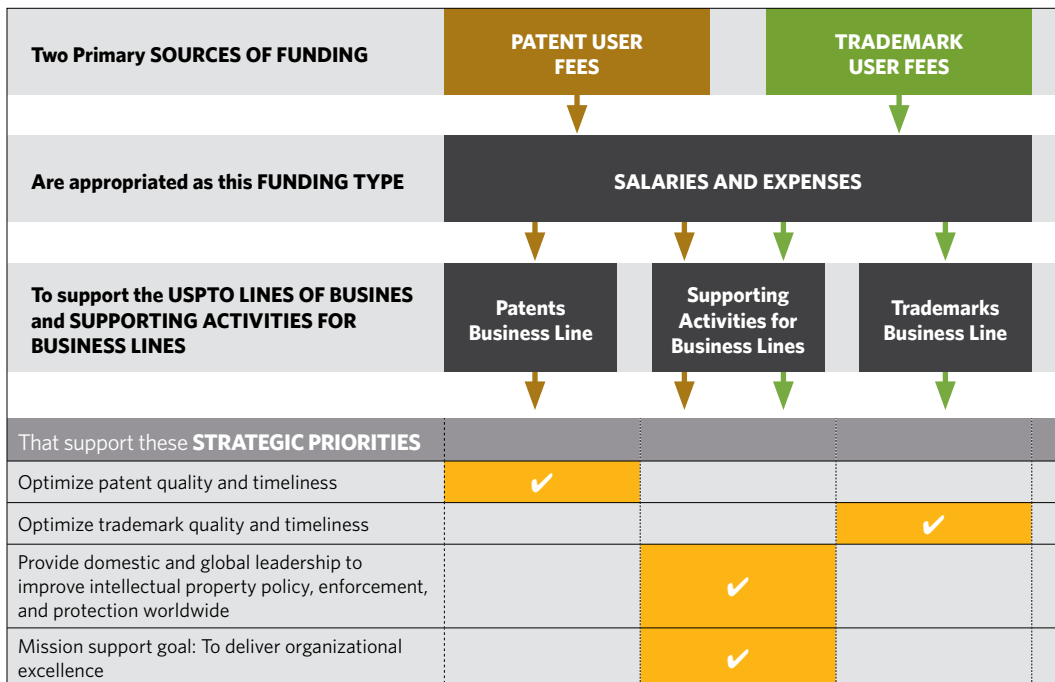 Two Primary SOURCES OF FUNDING
PATENT USER
FEES
TRADEMARK
USER FEES
Are appropriated as this FUNDING TYPE
SALARIES AND EXPENSES
To support the USPTO LINES OF BUSINES
and SUPPORTING ACTIVITIES FOR
BUSINESS LINES
Patents
Business Line
Supporting
Activities for
Business Lines
Trademarks
Business Line
That support these STRATEGIC PRIORITIES
Optimize patent quality and timeliness
✔
Optimize trademark quality and timeliness
✔
Provide domestic and global leadership to
improve intellectual property policy, enforcement,
and protection worldwide
✔
Mission support goal: To deliver organizational
excellence
✔